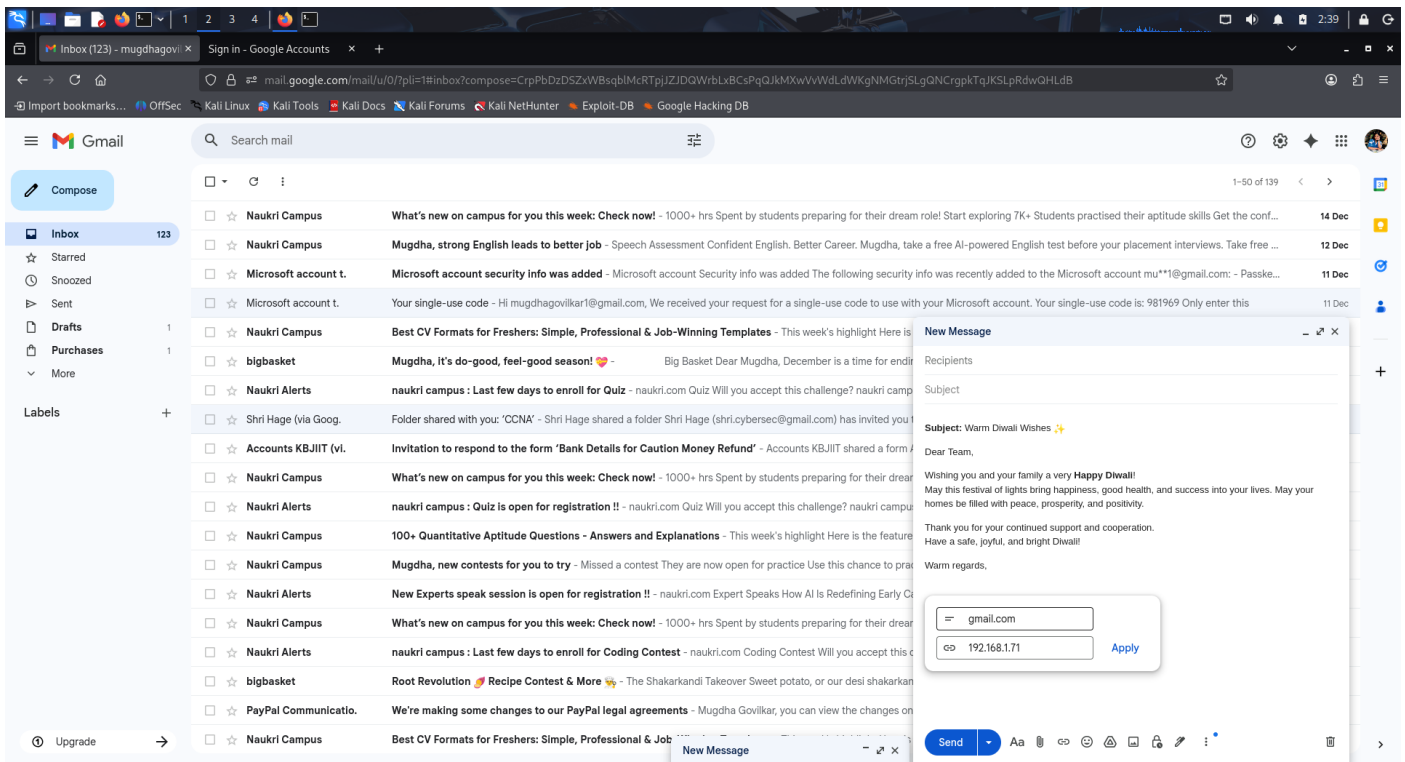 1 2 3 4 2:39
Inbox (123) - mugdhagovil Sign in - Google Accounts
mail.google.com/mail/u/0/?pli=1#inbox?compose=
Import bookmarks... OffSec Kali Linux Kali Tools Kali Docs Kali Forums Kali NetHunter Exploit-DB Google Hacking DB
Gmail Search mail
Compose 1–50 of 139
Naukri Campus What's new on campus for you this week: Check now! - 1000+ hrs Spent by students preparing for their dream role! Start exploring 7K+ Students practised their aptitude skills Get the conf... 14 Dec
Inbox 123
Naukri Campus Mugdha, strong English leads to better job - Speech Assessment Confident English. Better Career. Mugdha, take a free AI-powered English test before your placement interviews. Take free ... 12 Dec
Starred
Microsoft account t. Microsoft account security info was added - Microsoft account Security info was added The following security info was recently added to the Microsoft account mu**1@gmail.com: - Passke... 11 Dec
Snoozed
Sent
Microsoft account t. Your single-use code - Hi mugdhagovilkar1@gmail.com, We received your request for a single-use code to use with your Microsoft account. Your single-use code is: 981969 Only enter this 11 Dec
Drafts 1
Naukri Campus Best CV Formats for Freshers: Simple, Professional & Job-Winning Templates - This week's highlight Here is
Purchases 1
bigbasket Mugdha, it's do-good, feel-good season! 💝 - Big Basket Dear Mugdha, December is a time for endin
More
Naukri Alerts naukri campus : Last few days to enroll for Quiz - naukri.com Quiz Will you accept this challenge? naukri camp
Labels
Shri Hage (via Goog. Folder shared with you: 'CCNA' - Shri Hage shared a folder Shri Hage (shri.cybersec@gmail.com) has invited you t
Accounts KBJIIT (vi. Invitation to respond to the form 'Bank Details for Caution Money Refund' - Accounts KBJIIT shared a form
Naukri Campus What's new on campus for you this week: Check now! - 1000+ hrs Spent by students preparing for their drear
Naukri Alerts naukri campus : Quiz is open for registration !! - naukri.com Quiz Will you accept this challenge? naukri campu
Naukri Campus 100+ Quantitative Aptitude Questions - Answers and Explanations - This week's highlight Here is the feature
Naukri Campus Mugdha, new contests for you to try - Missed a contest They are now open for practice Use this chance to prac
Naukri Alerts New Experts speak session is open for registration !! - naukri.com Expert Speaks How AI Is Redefining Early Ca
Naukri Campus What's new on campus for you this week: Check now! - 1000+ hrs Spent by students preparing for their drear
Naukri Alerts naukri campus : Last few days to enroll for Coding Contest - naukri.com Coding Contest Will you accept this c
bigbasket Root Revolution 🍠 Recipe Contest & More 👨‍🍳 - The Shakarkandi Takeover Sweet potato, or our desi shakarkan
PayPal Communicatio. We're making some changes to our PayPal legal agreements - Mugdha Govilkar, you can view the changes on
Naukri Campus Best CV Formats for Freshers: Simple, Professional & Job
Upgrade
New Message
New Message
Recipients
Subject
Subject: Warm Diwali Wishes ✨
Dear Team,
Wishing you and your family a very Happy Diwali!
May this festival of lights bring happiness, good health, and success into your lives. May your
homes be filled with peace, prosperity, and positivity.
Thank you for your continued support and cooperation.
Have a safe, joyful, and bright Diwali!
Warm regards,
gmail.com
192.168.1.71 Apply
Send Aa